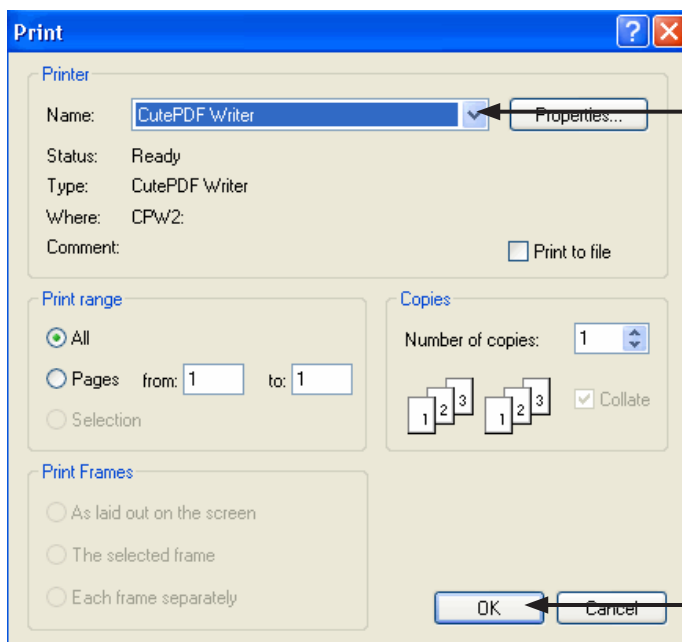 Print
Printer
Name: CutePDF Writer Properties...
Status: Ready
Type: CutePDF Writer
Where: CPW2:
Comment:
Print to file
Print range
All
Pages from: 1 to: 1
Selection
Copies
Number of copies: 1
1 2 3 1 2 3
Collate
Print Frames
As laid out on the screen
The selected frame
Each frame separately
OK Cancel